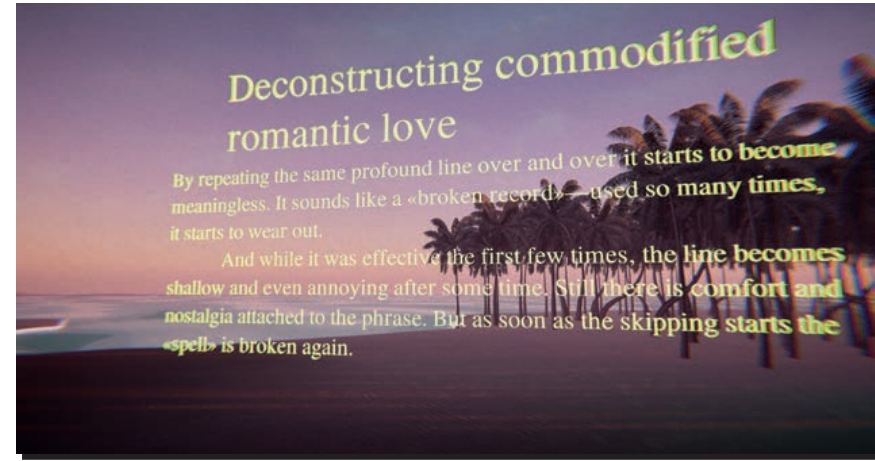 Deconstructing commodified
romantic love
By repeating the same profound line over and over it starts to become
meaningless. It sounds like a «broken record»—used so many times,
it starts to wear out.
And while it was effective the first few times, the line becomes
shallow and even annoying after some time. Still there is comfort and
nostalgia attached to the phrase. But as soon as the skipping starts the
«spell» is broken again.